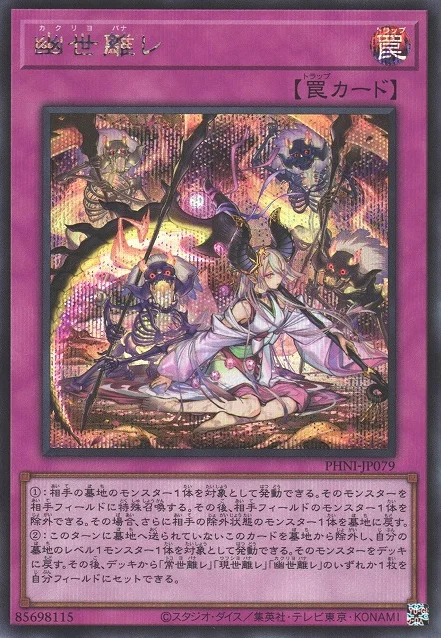 カクリヨ バナ
幽世離レ
トラップ
罠
トラップ
【罠カード】
PHNI-JP079
①:相手の墓地のモンスター1体を対象として発動できる。そのモンスターを
相手フィールドに特殊召喚する。その後、相手フィールドのモンスター1体を
除外できる。その場合、さらに相手の除外状態のモンスター1体を墓地に戻す。
②:このターンに墓地へ送られていないこのカードを墓地から除外し、自分の
墓地のレベル1モンスター1体を対象として発動できる。そのモンスターをデッキ
に戻す。その後、デッキから「常世離レ」「現世離レ」「幽世離レ」のいずれか1枚を
自分フィールドにセットできる。
85698115
©スタジオ・ダイス/集英社・テレビ東京・KONAMI